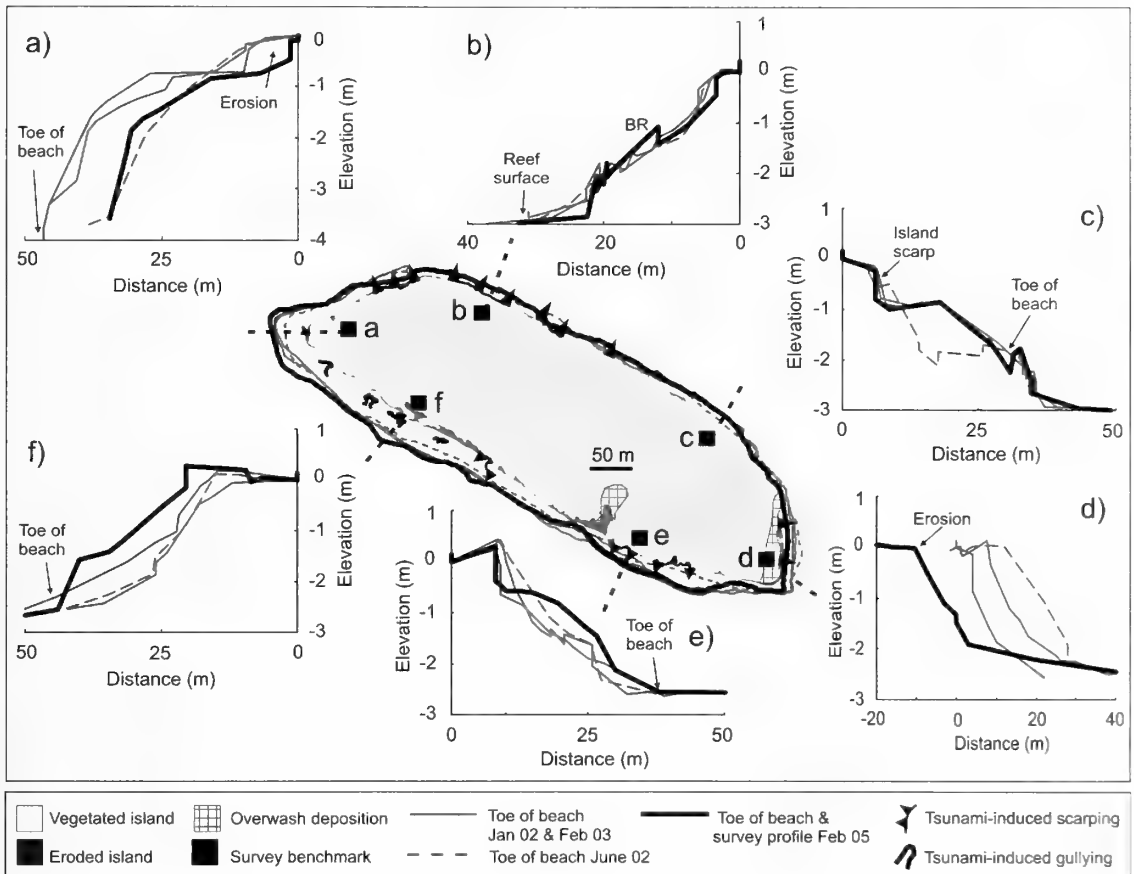 a)
0
-1
-2
-3
-4
Elevation (m)
Erosion
Toe of
beach
50
25
0
Distance (m)
b)
1
0
-1
-2
-3
Elevation (m)
BR
Reef
surface
40
20
0
Distance (m)
c)
1
0
-1
-2
-3
Elevation (m)
Island
scarp
Toe of
beach
0
25
50
Distance (m)
a
b
c
d
e
f
50 m
f)
1
0
-1
-2
-3
Elevation (m)
Toe of
beach
50
25
0
Distance (m)
e)
1
0
-1
-2
-3
Elevation (m)
Toe of
beach
0
25
50
Distance (m)
d)
1
0
-1
-2
-3
Elevation (m)
Erosion
-20
0
20
40
Distance (m)
Vegetated island
Overwash deposition
Toe of beach
Jan 02 & Feb 03
Toe of beach &
survey profile Feb 05
Tsunami-induced scarping
Eroded island
Survey benchmark
Toe of beach June 02
Tsunami-induced gullying